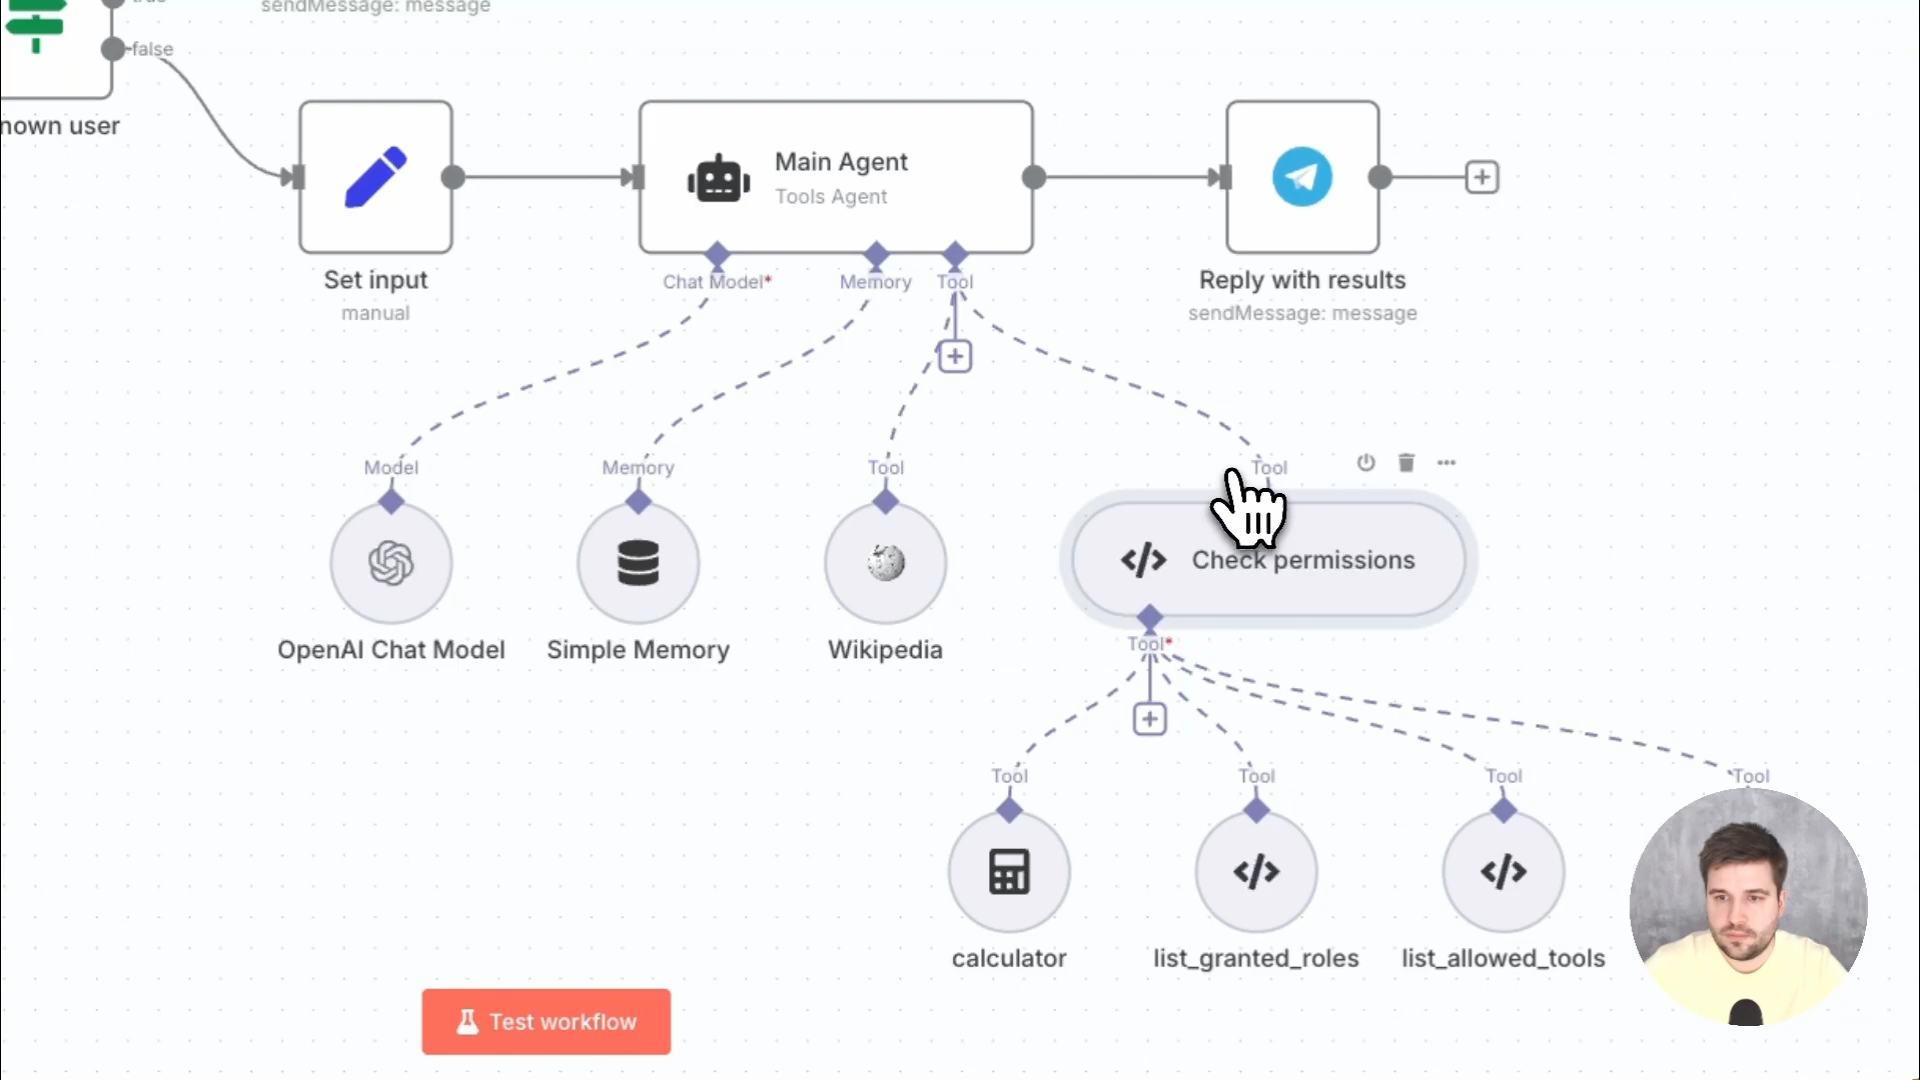 sendMessage: message
false
nown user
Main Agent
Tools Agent
Chat Model*
Memory
Tool
Set input
manual
Reply with results
sendMessage: message
Model
Memory
Tool
Tool
Check permissions
OpenAI Chat Model
Simple Memory
Wikipedia
Tool*
Tool
Tool
Tool
Tool
calculator
list_granted_roles
list_allowed_tools
Test workflow